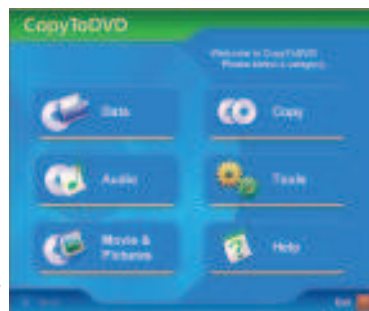 CopyToDVD
Welcome to CopyToDVD
Please select a category.
Data
Copy
Audio
Tools
Movie &
Pictures
Help
Exit